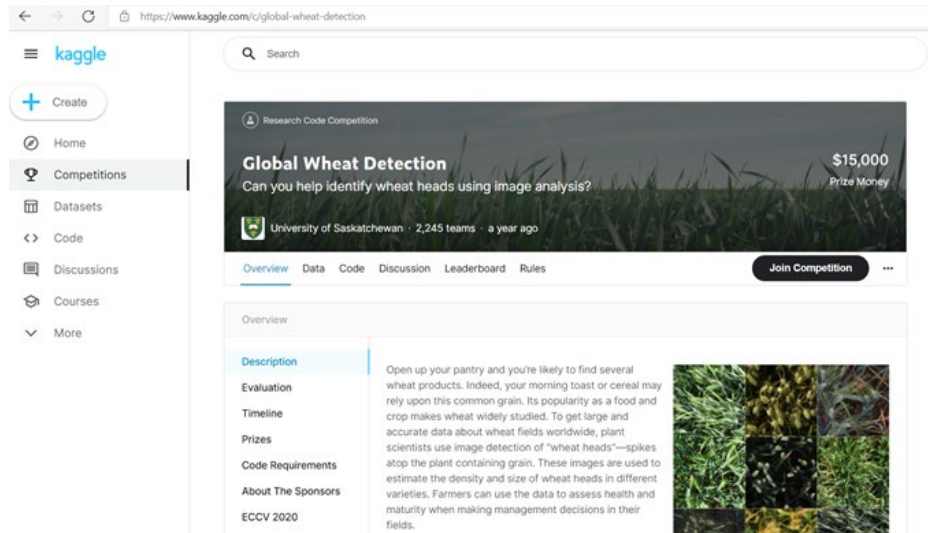 https://www.kaggle.com/c/global-wheat-detection
kaggle
Search
Create
Home
Competitions
Datasets
Code
Discussions
Courses
More
Research Code Competition
Global Wheat Detection
$15,000
Can you help identify wheat heads using image analysis?
Prize Money
University of Saskatchewan · 2,245 teams · a year ago
Overview Data Code Discussion Leaderboard Rules
Join Competition
Overview
Description
Evaluation
Timeline
Prizes
Code Requirements
About The Sponsors
ECCV 2020
Open up your pantry and you're likely to find several
wheat products. Indeed, your morning toast or cereal may
rely upon this common grain. Its popularity as a food and
crop makes wheat widely studied. To get large and
accurate data about wheat fields worldwide, plant
scientists use image detection of "wheat heads"—spikes
atop the plant containing grain. These images are used to
estimate the density and size of wheat heads in different
varieties. Farmers can use the data to assess health and
maturity when making management decisions in their
fields.